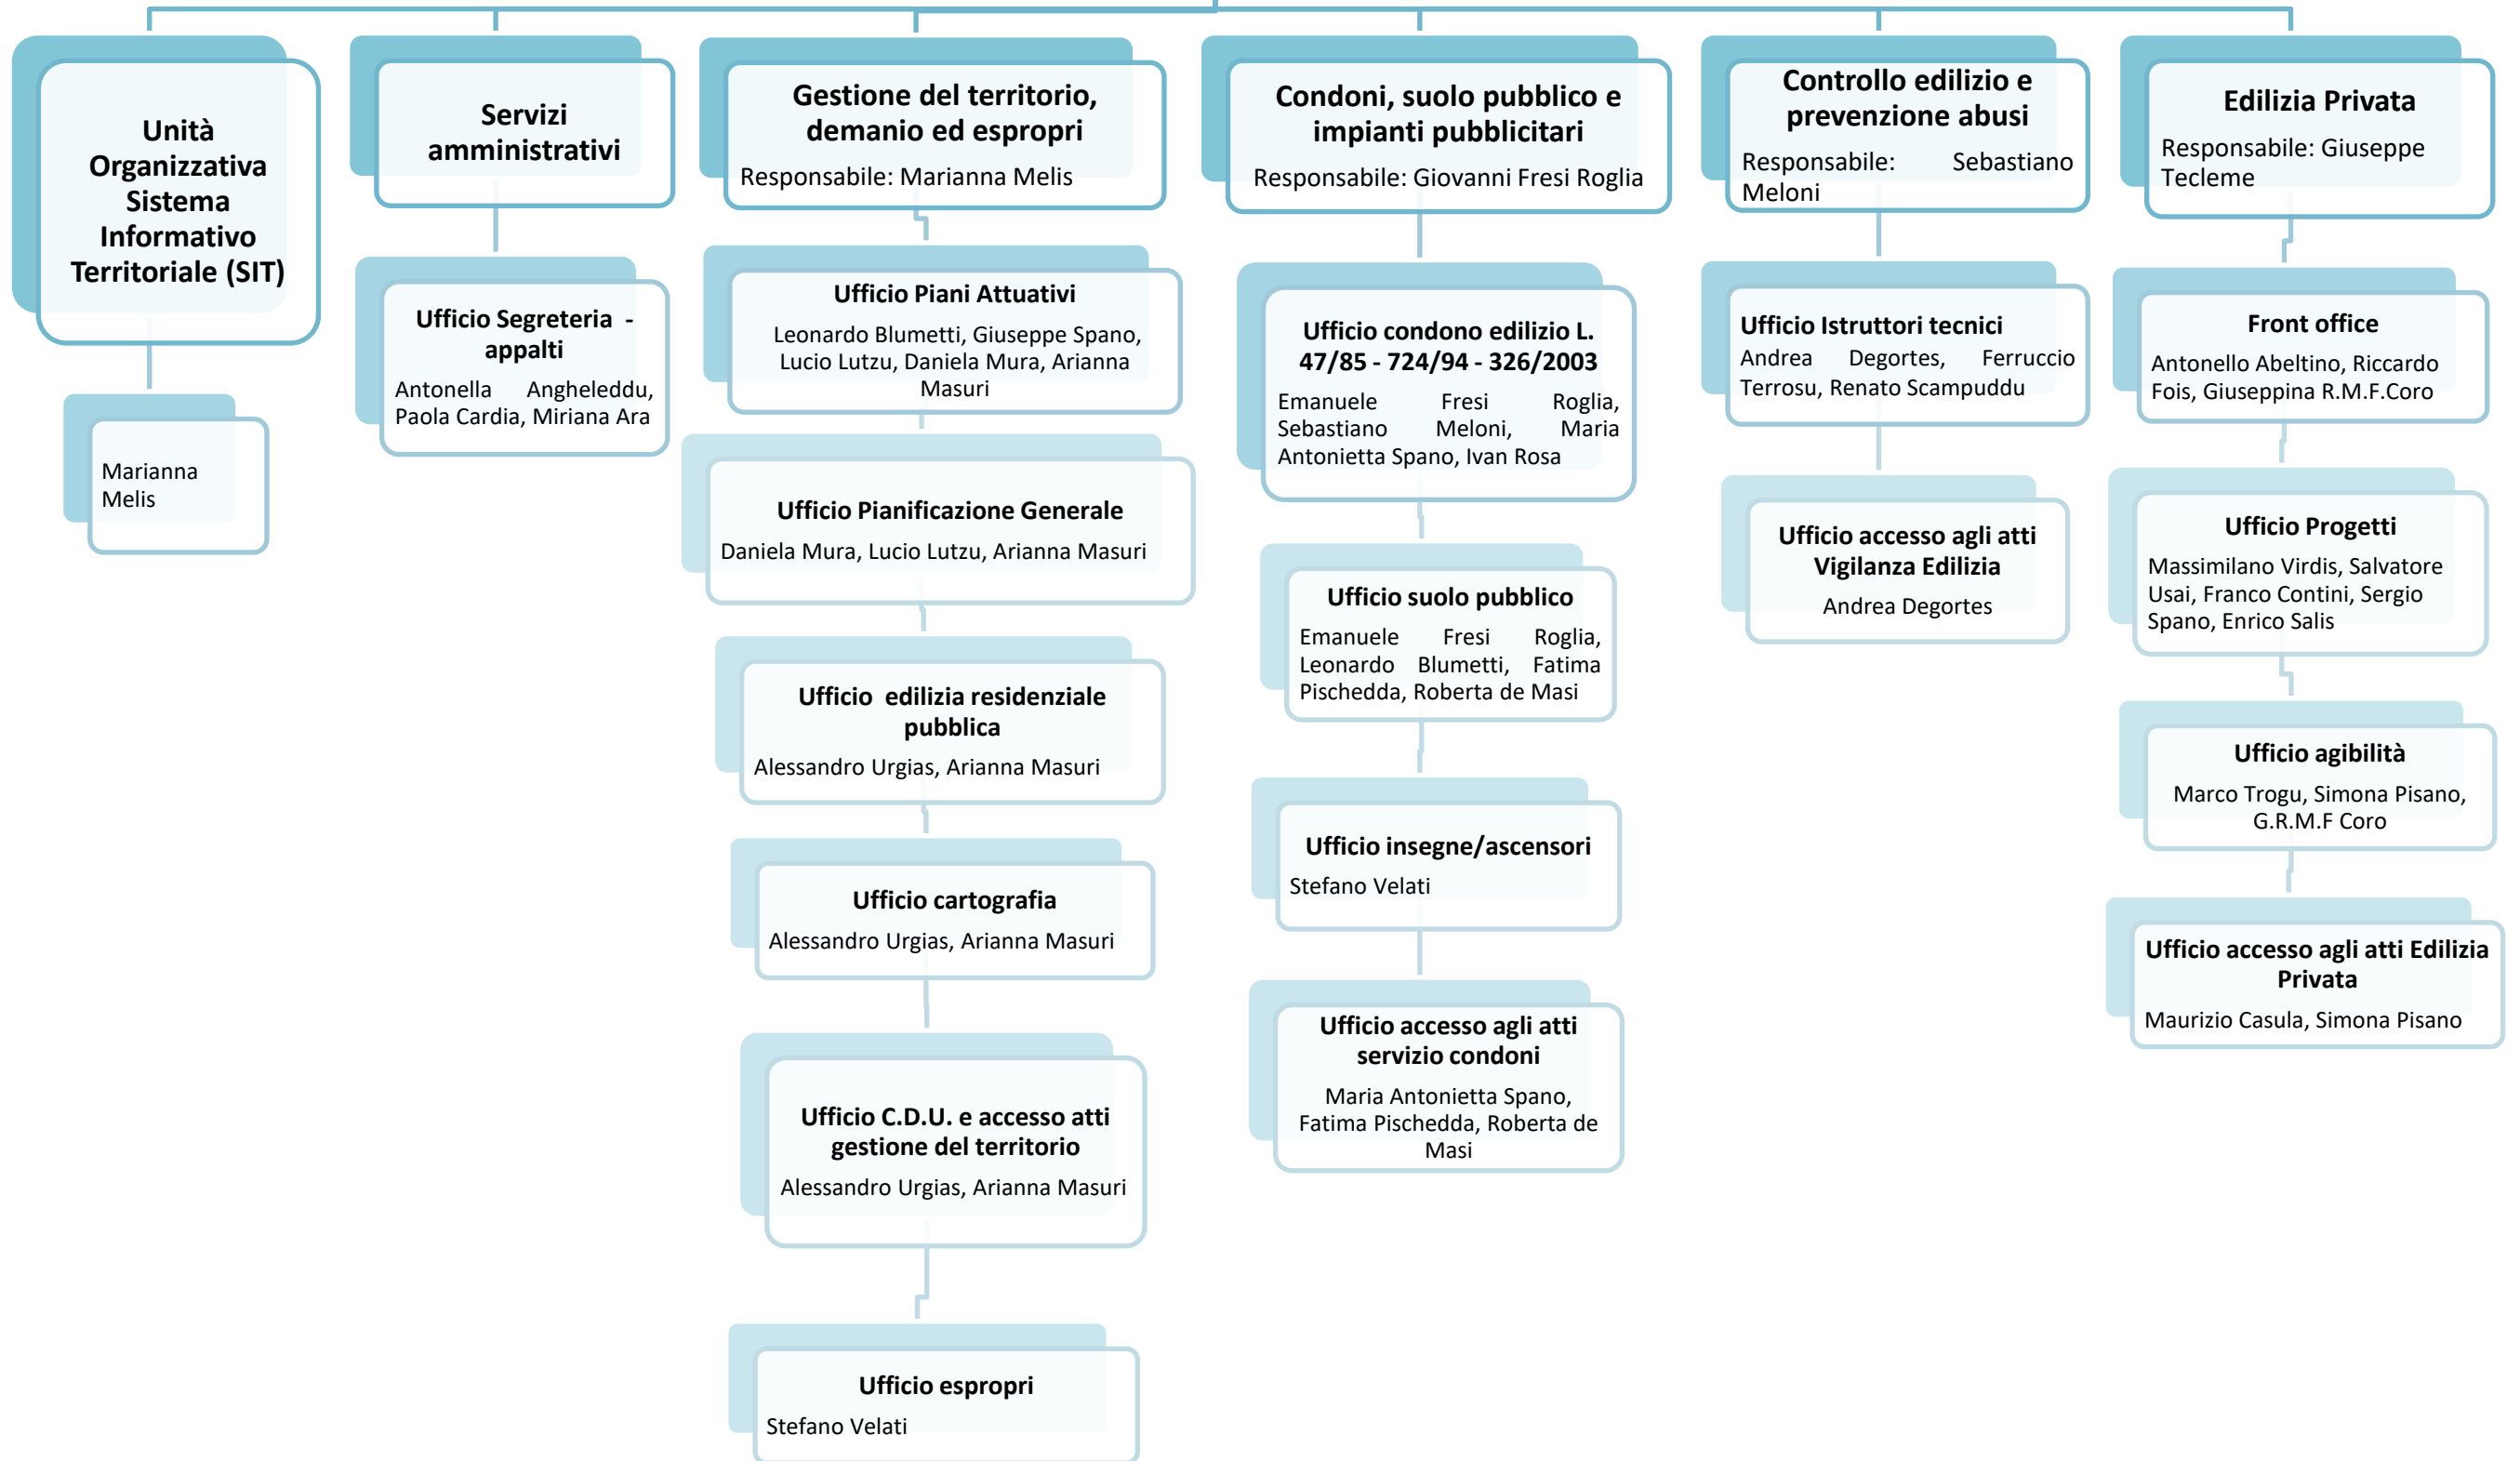 Unità
Organizzativa
Sistema
Informativo
Territoriale (SIT)
Marianna
Melis
Servizi
amministrativi
Ufficio Segreteria -
appalti
Antonella Angheleddu,
Paola Cardia, Miriana Ara
Gestione del territorio,
demanio ed espropri
Responsabile: Marianna Melis
Ufficio Piani Attuativi
Leonardo Blumetti, Giuseppe Spano,
Lucio Lutzu, Daniela Mura, Arianna
Masuri
Ufficio Pianificazione Generale
Daniela Mura, Lucio Lutzu, Arianna Masuri
Ufficio edilizia residenziale
pubblica
Alessandro Urgias, Arianna Masuri
Ufficio cartografia
Alessandro Urgias, Arianna Masuri
Ufficio C.D.U. e accesso atti
gestione del territorio
Alessandro Urgias, Arianna Masuri
Ufficio espropri
Stefano Velati
Condoni, suolo pubblico e
impianti pubblicitari
Responsabile: Giovanni Fresi Roglia
Ufficio condono edilizio L.
47/85 - 724/94 - 326/2003
Emanuele Fresi Roglia,
Sebastiano Meloni, Maria
Antonietta Spano, Ivan Rosa
Ufficio suolo pubblico
Emanuele Fresi Roglia,
Leonardo Blumetti, Fatima
Pischedda, Roberta de Masi
Ufficio insegne/ascensori
Stefano Velati
Ufficio accesso agli atti
servizio condoni
Maria Antonietta Spano,
Fatima Pischedda, Roberta de
Masi
Controllo edilizio e
prevenzione abusi
Responsabile: Sebastiano
Meloni
Ufficio Istruttori tecnici
Andrea Degortes, Ferruccio
Terrosu, Renato Scampuddu
Ufficio accesso agli atti
Vigilanza Edilizia
Andrea Degortes
Edilizia Privata
Responsabile: Giuseppe
Tecleme
Front office
Antonello Abeltino, Riccardo
Fois, Giuseppina R.M.F.Coro
Ufficio Progetti
Massimilano Virdis, Salvatore
Usai, Franco Contini, Sergio
Spano, Enrico Salis
Ufficio agibilità
Marco Trogu, Simona Pisano,
G.R.M.F Coro
Ufficio accesso agli atti Edilizia
Privata
Maurizio Casula, Simona Pisano